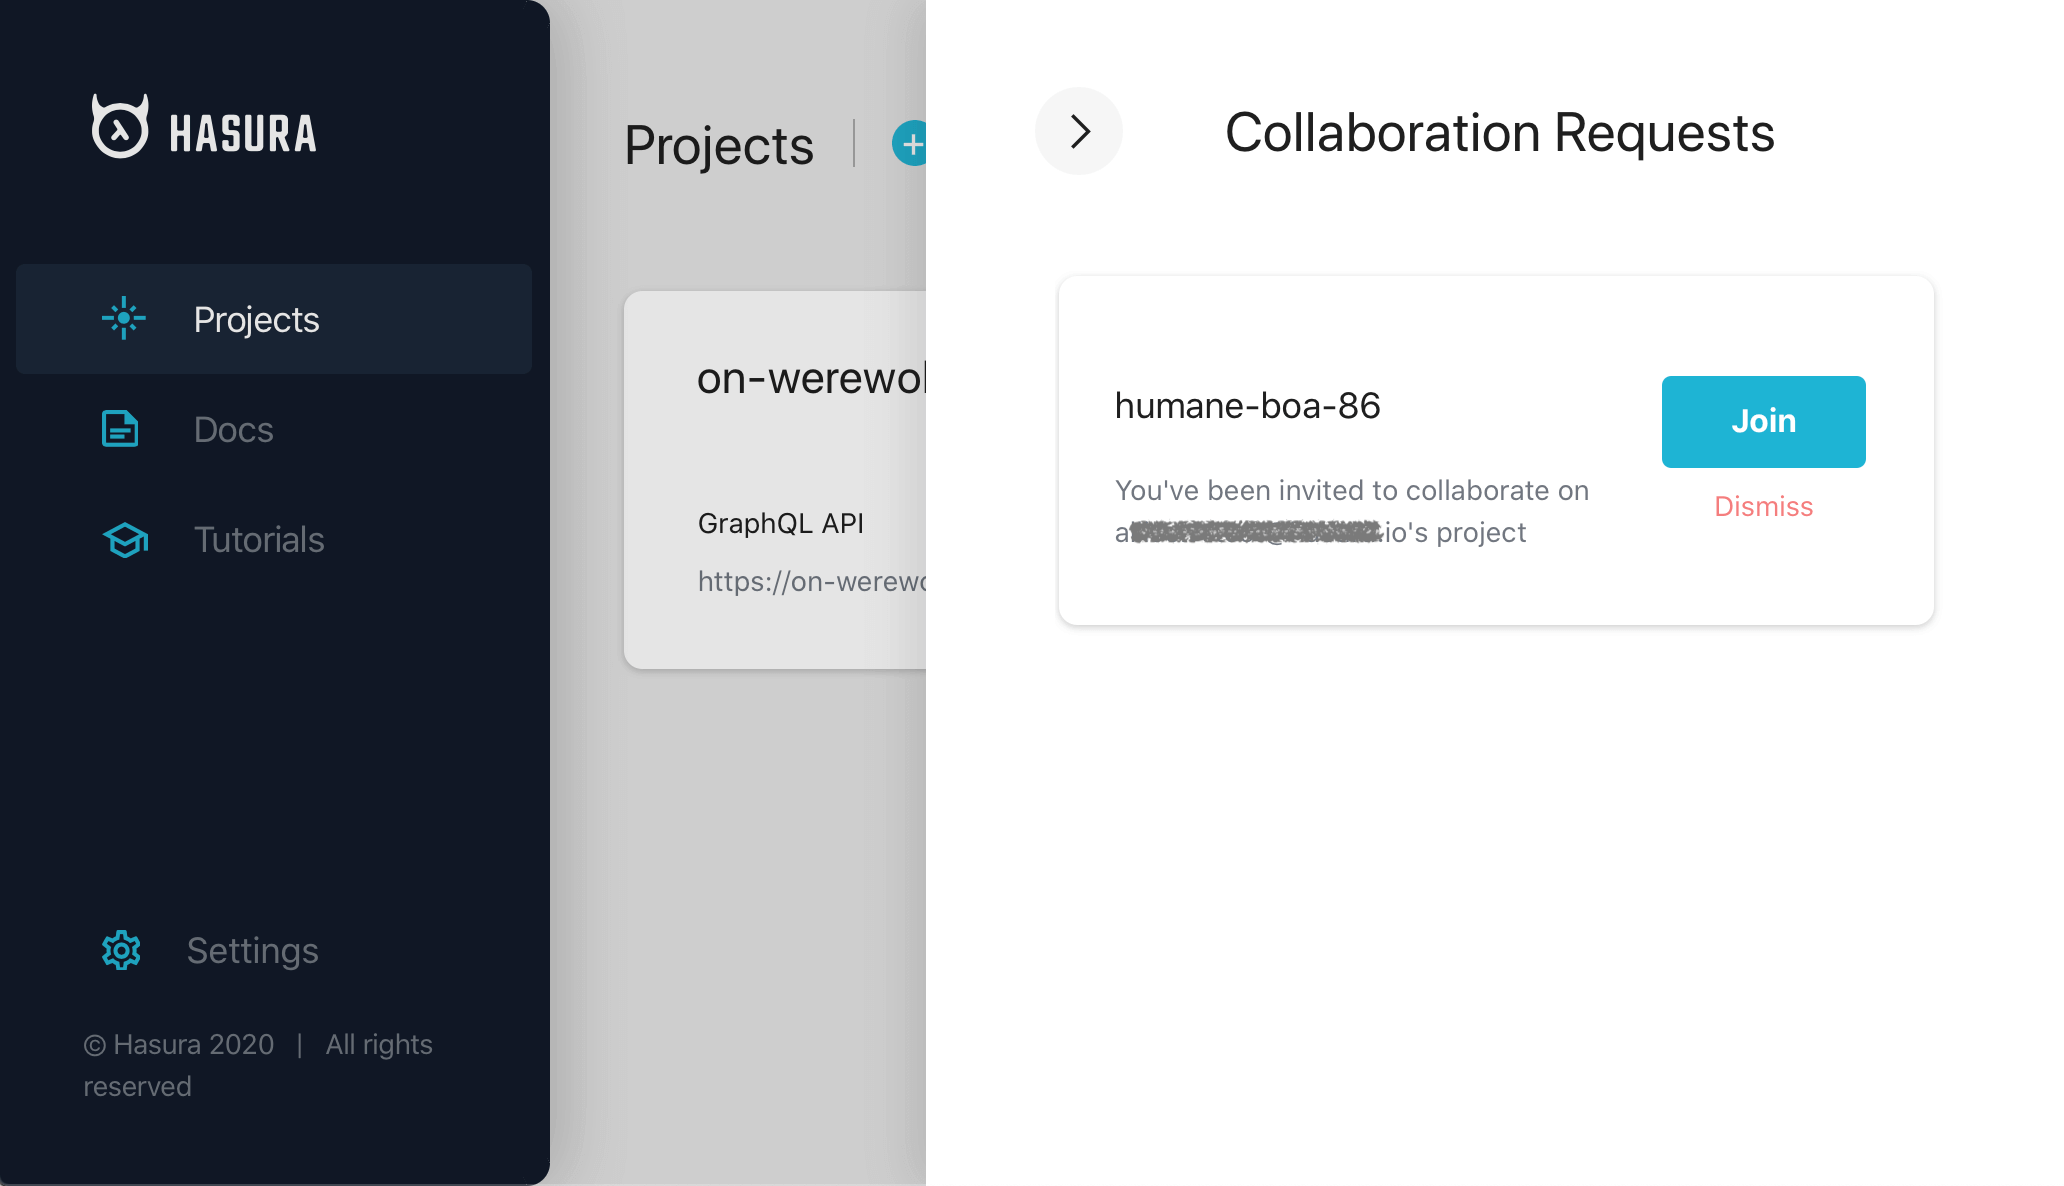 HASURA
Projects
Docs
Tutorials
Settings
© Hasura 2020 | All rights
reserved
Projects
+
on-werewol
GraphQL API
https://on-werewo
Collaboration Requests
humane-boa-86
Join
You've been invited to collaborate on
.io's project
Dismiss